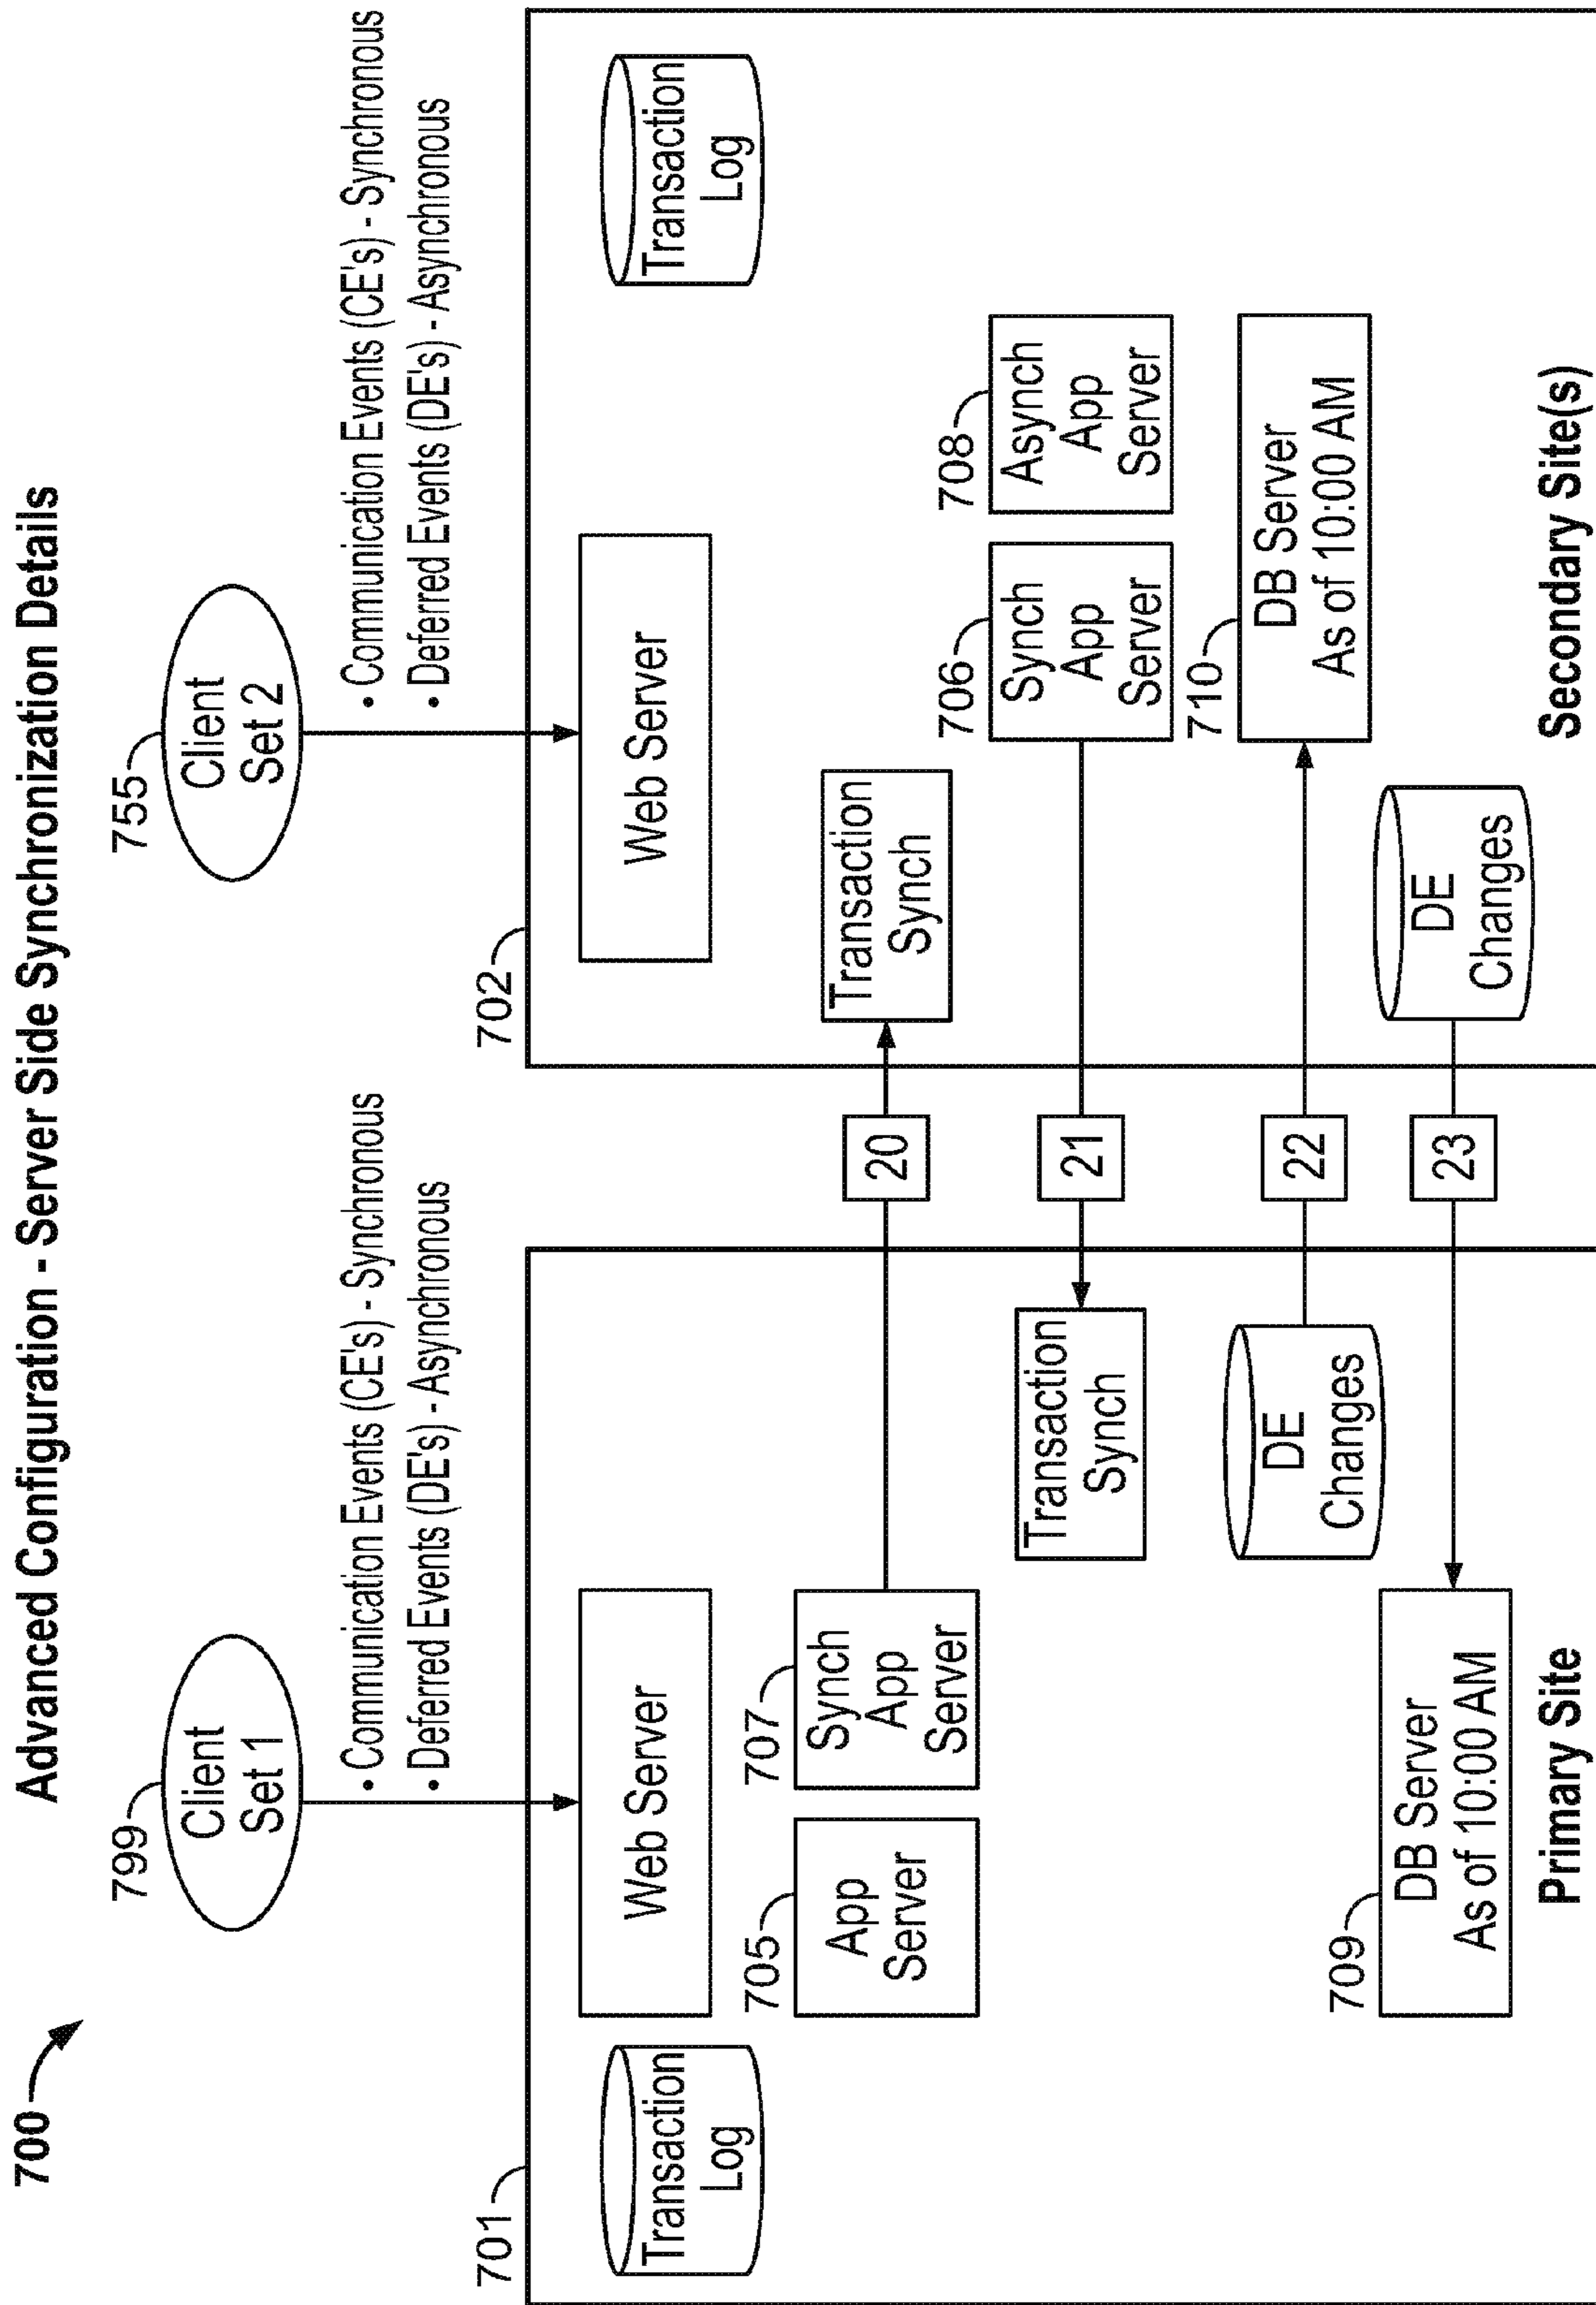 Advanced Configuration - Server Side Synchronization Details
700
799
Client
Set 1
• Communication Events (CE's) - Synchronous
• Deferred Events (DE's) - Asynchronous
755
Client
Set 2
• Communication Events (CE's) - Synchronous
• Deferred Events (DE's) - Asynchronous
701
Transaction
Log
Web Server
705
App
Server
707
Synch
App
Server
Transaction
Synch
DE
Changes
709
DB Server
As of 10:00 AM
Primary Site
20
21
22
23
702
Web Server
Transaction
Log
Transaction
Synch
706
Synch
App
Server
708
Asynch
App
Server
710
DB Server
As of 10:00 AM
DE
Changes
Secondary Site(s)